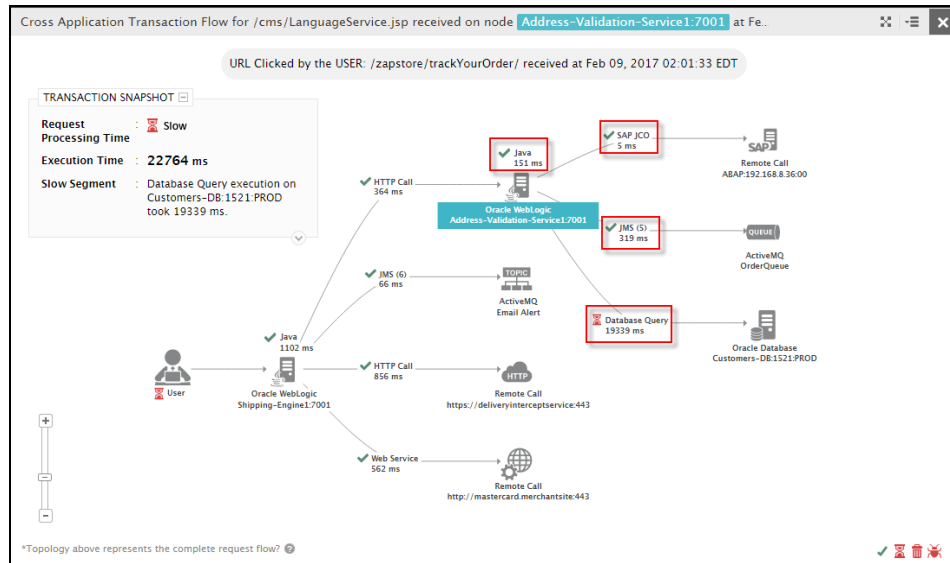 Cross Application Transaction Flow for /cms/LanguageService.jsp received on node Address-Validation-Service1:7001 at Fe..
URL Clicked by the USER: /zapstore/trackYourOrder/ received at Feb 09, 2017 02:01:33 EDT
TRANSACTION SNAPSHOT
Request Processing Time : Slow
Execution Time : 22764 ms
Slow Segment : Database Query execution on
Customers-DB:1521:PROD
took 19339 ms.
SAP JCO
5 ms
SAP
Remote Call
ABAP:192.168.8.36:00
Java
151 ms
HTTP Call
364 ms
Oracle WebLogic
Address-Validation-Service1:7001
JMS (5)
319 ms
QUEUE
ActiveMQ
OrderQueue
JMS (6)
66 ms
TOPIC
ActiveMQ
Email Alert
Database Query
19339 ms
Oracle Database
Customers-DB:1521:PROD
Java
1102 ms
User
Oracle WebLogic
Shipping-Engine1:7001
HTTP Call
856 ms
HTTP
Remote Call
https://deliveryinterceptservice:443
Web Service
562 ms
Remote Call
http://mastercard.merchantsite:443
*Topology above represents the complete request flow?